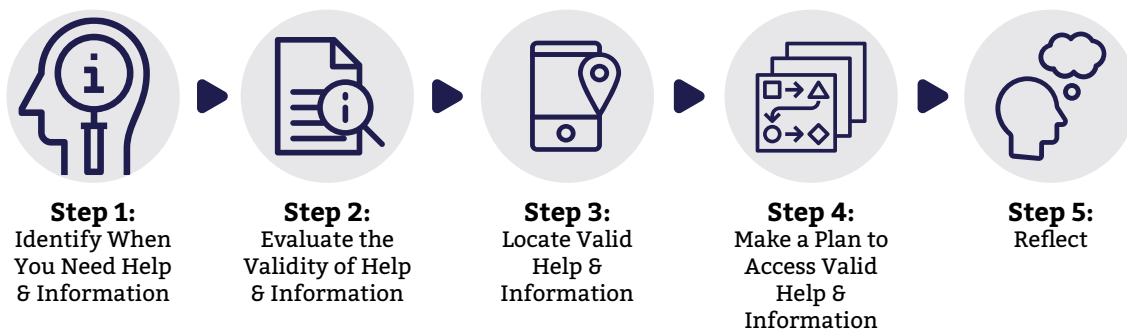 Step 1:
Identify When
You Need Help
& Information
Step 2:
Evaluate the
Validity of Help
& Information
Step 3:
Locate Valid
Help &
Information
Step 4:
Make a Plan to
Access Valid
Help &
Information
Step 5:
Reflect